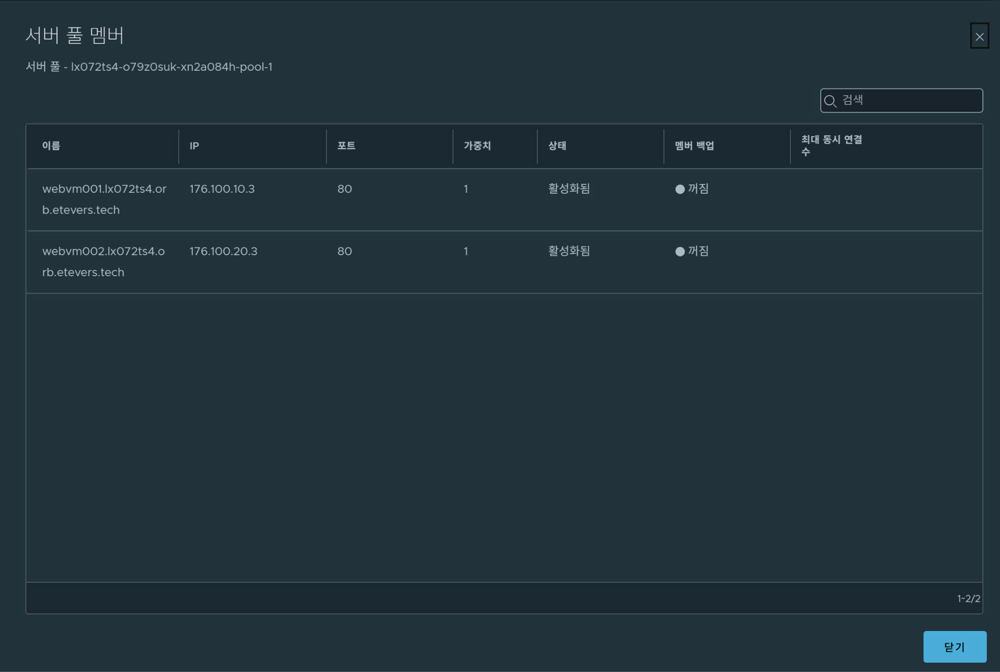 서버 풀 멤버
서버 풀 - lx072ts4-o79z0suk-xn2a084h-pool-1
검색
이름 IP 포트 가중치 상태 멤버 백업 최대 동시 연결
수
webvm001.lx072ts4.or 176.100.10.3 80 1 활성화됨 꺼짐
b.etevers.tech
webvm002.lx072ts4.o 176.100.20.3 80 1 활성화됨 꺼짐
rb.etevers.tech
1~2/2
닫기